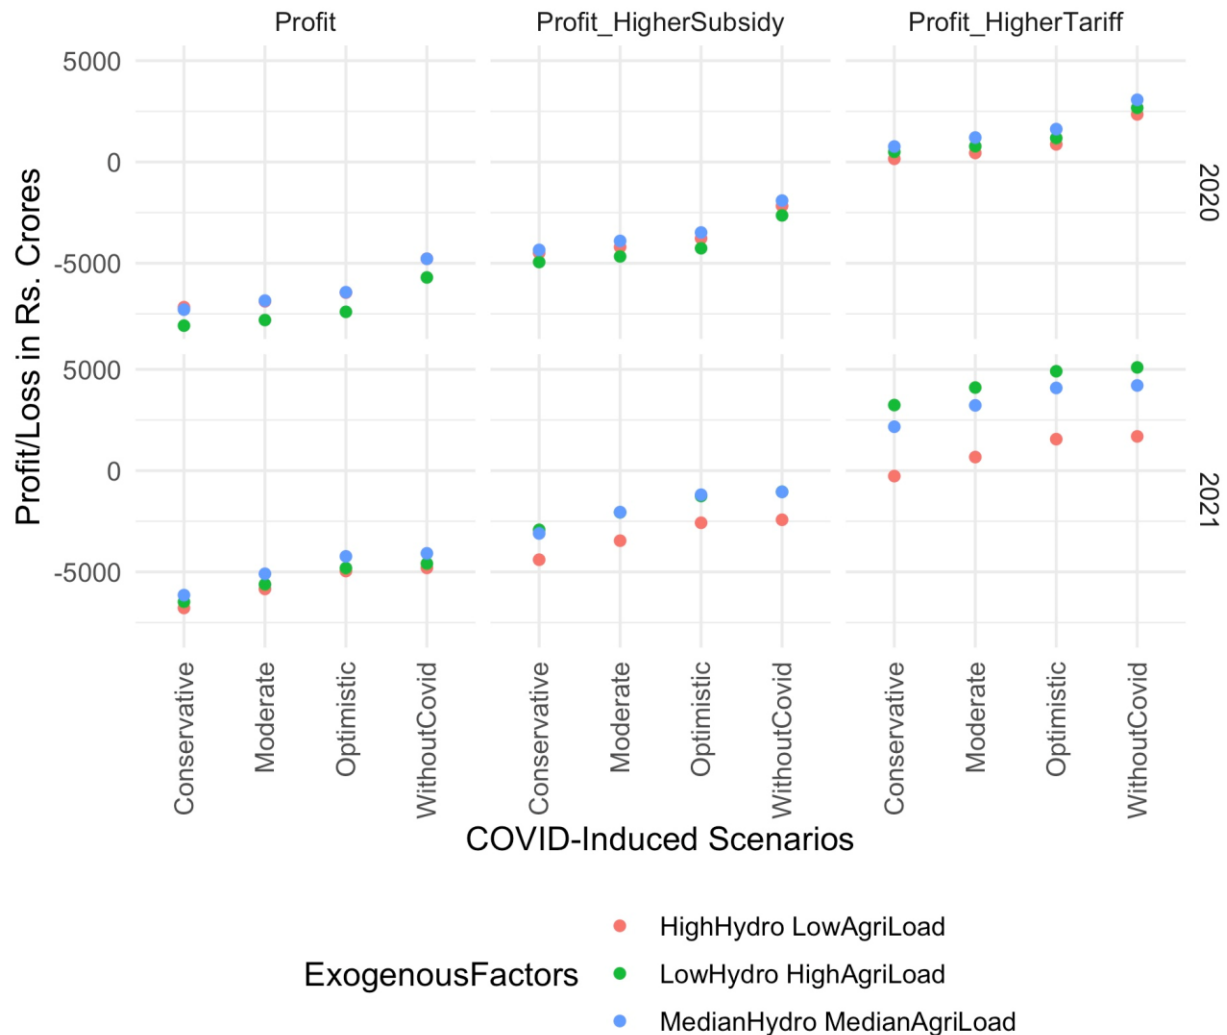 Profit Profit_HigherSubsidy Profit_HigherTariff
5000
0
-5000
2020
5000
0
-5000
2021
Profit/Loss in Rs. Crores
Conservative Moderate Optimistic WithoutCovid Conservative Moderate Optimistic WithoutCovid Conservative Moderate Optimistic WithoutCovid
COVID-Induced Scenarios
ExogenousFactors
HighHydro LowAgriLoad
LowHydro HighAgriLoad
MedianHydro MedianAgriLoad